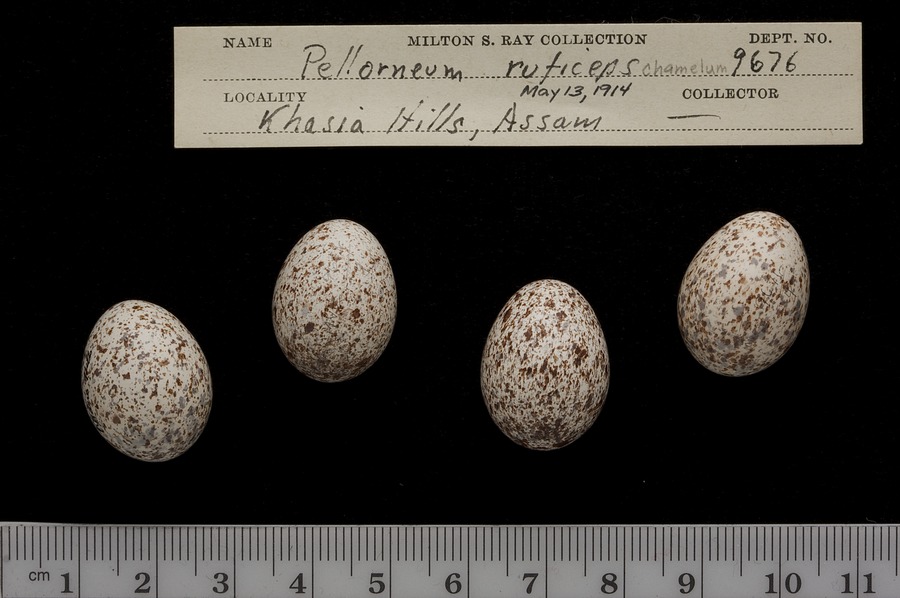 NAME MILTON S. RAY COLLECTION DEPT. NO.
Pellorneum ruficeps chamelum 9676
LOCALITY May 13, 1914 COLLECTOR
Khasia Hills, Assam —
cm 1 2 3 4 5 6 7 8 9 10 11